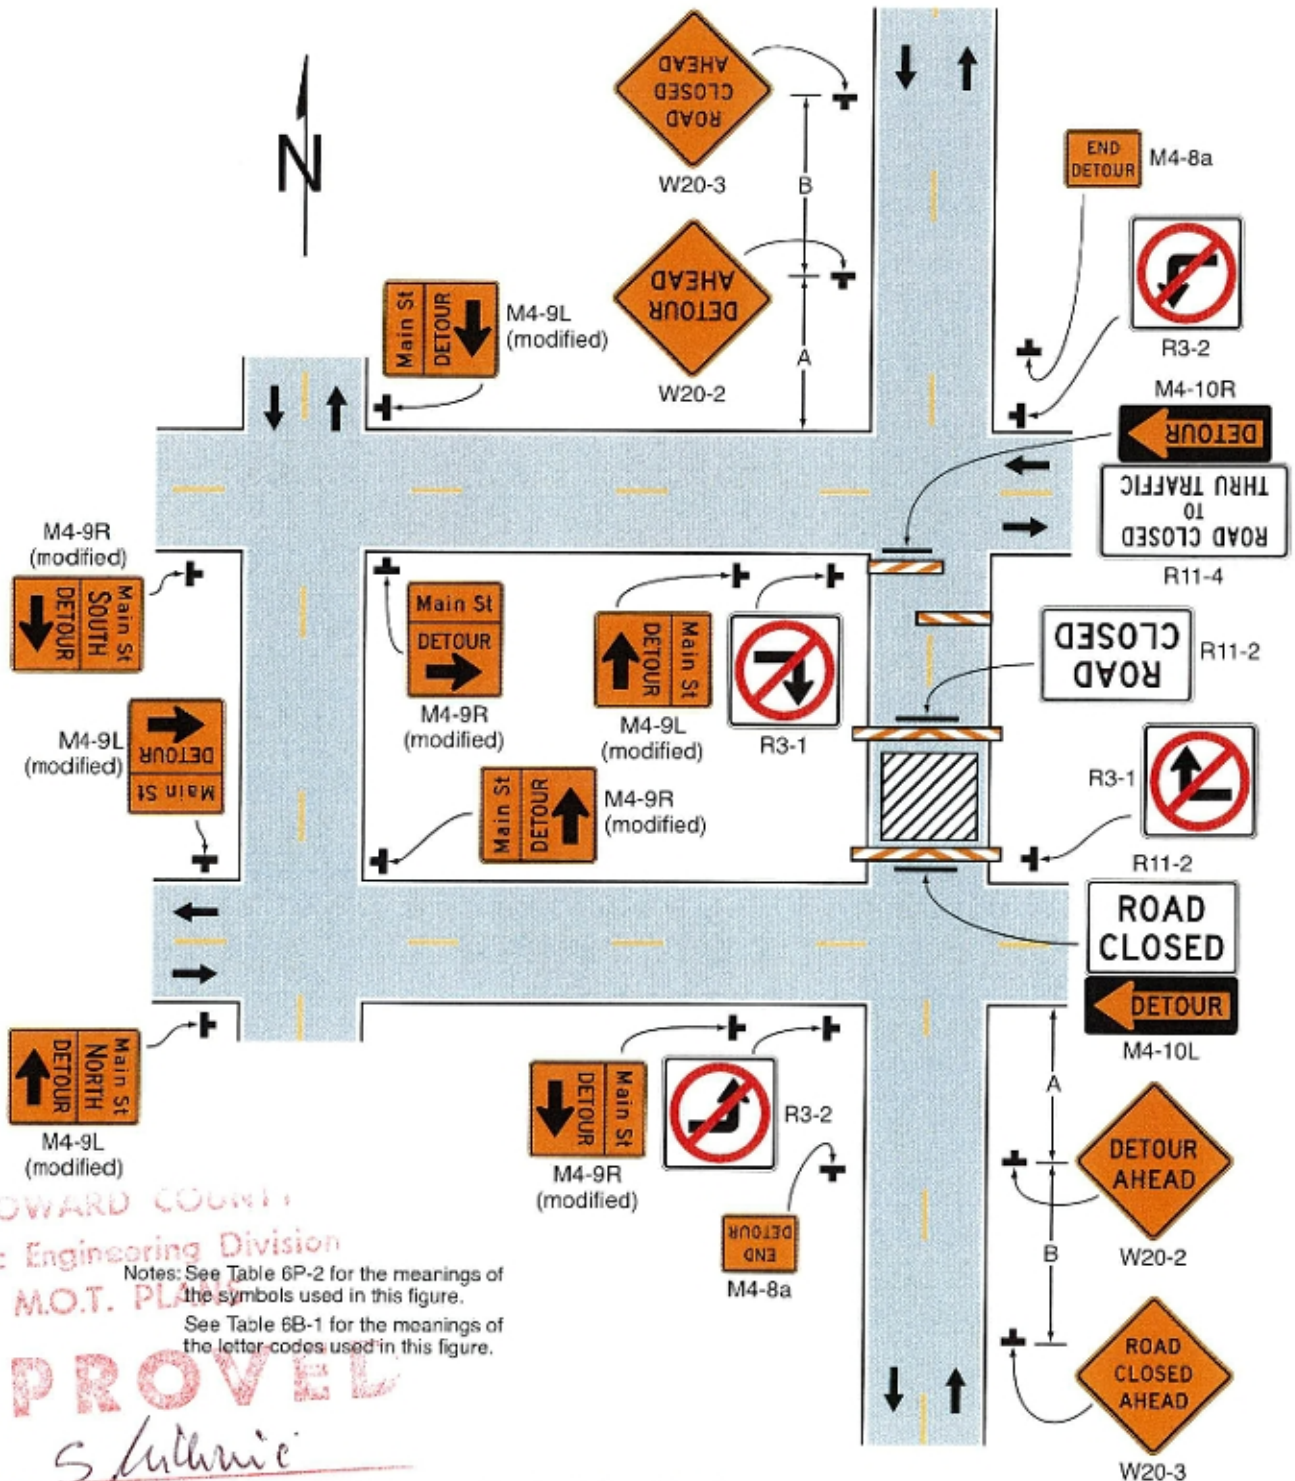 ROAD
CLOSED
AHEAD
W20-3
B
END
DETOUR
M4-8a
N
DETOUR
AHEAD
W20-2
A
R3-2
Main St
DETOUR
M4-9L
(modified)
M4-10R
DETOUR
ROAD CLOSED
TO
THRU TRAFFIC
R11-4
M4-9R
(modified)
Main St
SOUTH
DETOUR
Main St
DETOUR
M4-9R
(modified)
Main St
DETOUR
M4-9L
(modified)
R3-1
ROAD
CLOSED
R11-2
M4-9L
(modified)
DETOUR
Main St
Main St
DETOUR
M4-9R
(modified)
R3-1
R11-2
ROAD
CLOSED
DETOUR
M4-10L
Main St
NORTH
DETOUR
M4-9L
(modified)
Main St
DETOUR
M4-9R
(modified)
R3-2
END
DETOUR
M4-8a
A
DETOUR
AHEAD
W20-2
B
ROAD
CLOSED
AHEAD
W20-3
OWARD COUNTY
Engineering Division
M.O.T. PLANS
Notes: See Table 6P-2 for the meanings of
the symbols used in this figure.
See Table 6B-1 for the meanings of
the letter codes used in this figure.
PROVED